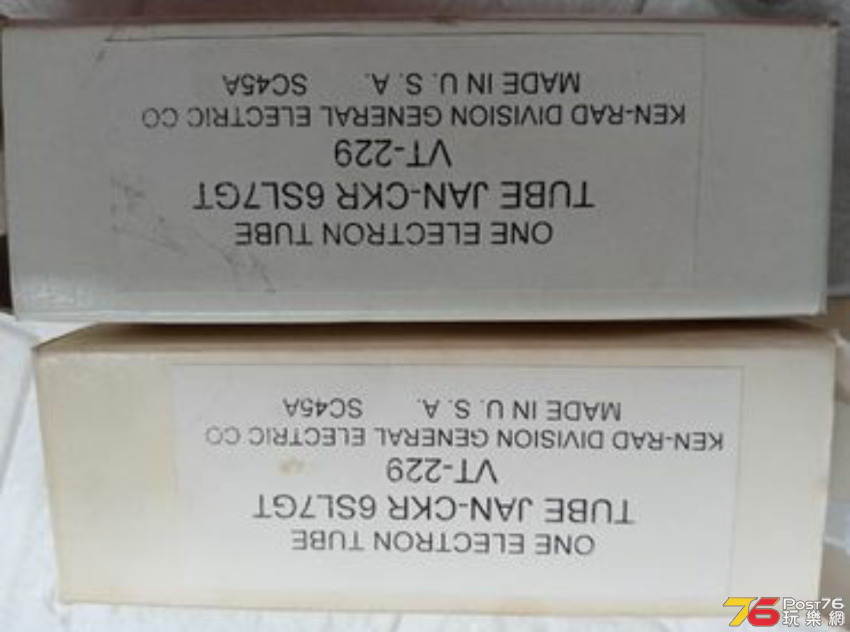 ONE ELECTRON TUBE
TUBE JAN-CKR 6SL7GT
VT-229
KEN-RAD DIVISION GENERAL ELECTRIC CO
MADE IN U. S. A. SC45A
ONE ELECTRON TUBE
TUBE JAN-CKR 6SL7GT
VT-229
KEN-RAD DIVISION GENERAL ELECTRIC CO
MADE IN U. S. A. SC45A
76 POST76
玩樂網